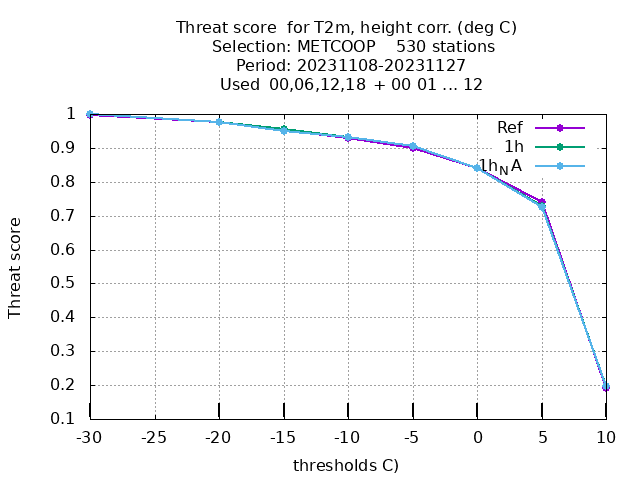 Threat score  for T2m, height corr. (deg C)
Selection: METCOOP    530 stations
Period: 20231108-20231127
Used  00,06,12,18  + 00 01 ... 12
Threat score
1
0.9
0.8
0.7
0.6
0.5
0.4
0.3
0.2
0.1
Ref
1h
1h_NA
-30 -25 -20 -15 -10 -5 0 5 10
thresholds C)